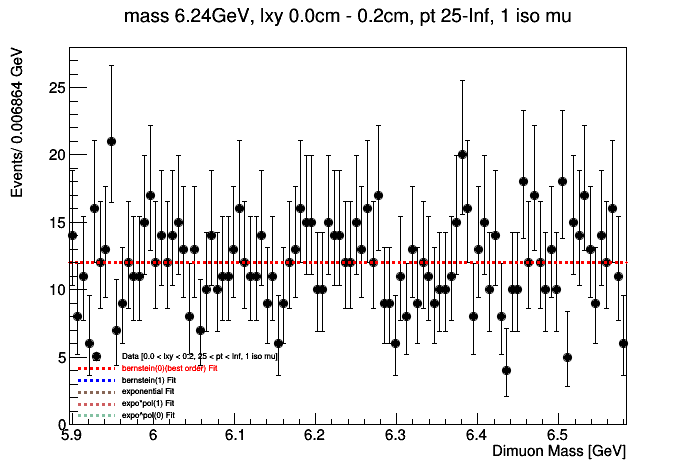 mass 6.24GeV, lxy 0.0cm - 0.2cm, pt 25-Inf, 1 iso mu
Events/ 0.006864 GeV
25
20
15
10
5
0
Data [0.0 < lxy < 0.2, 25 < pt < Inf, 1 iso mu]
bernstein(0)(best order) Fit
bernstein(1) Fit
exponential Fit
expo*pol(1) Fit
expo*pol(0) Fit
5.9 6 6.1 6.2 6.3 6.4 6.5
Dimuon Mass [GeV]